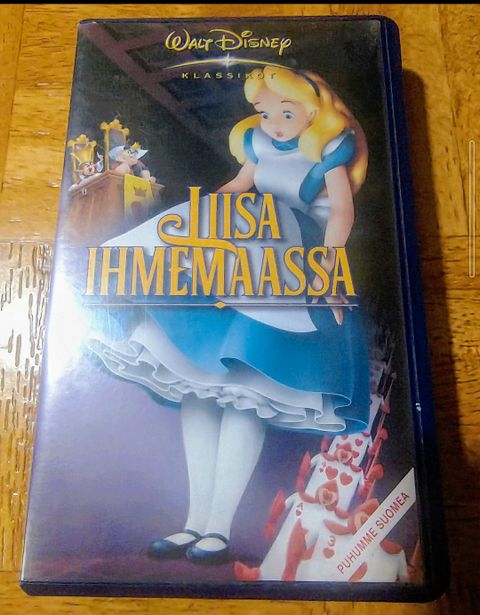 WALT DISNEY
KLASSIKOT
LIISA
IHMEMAASSA
PUHUMME SUOMEA